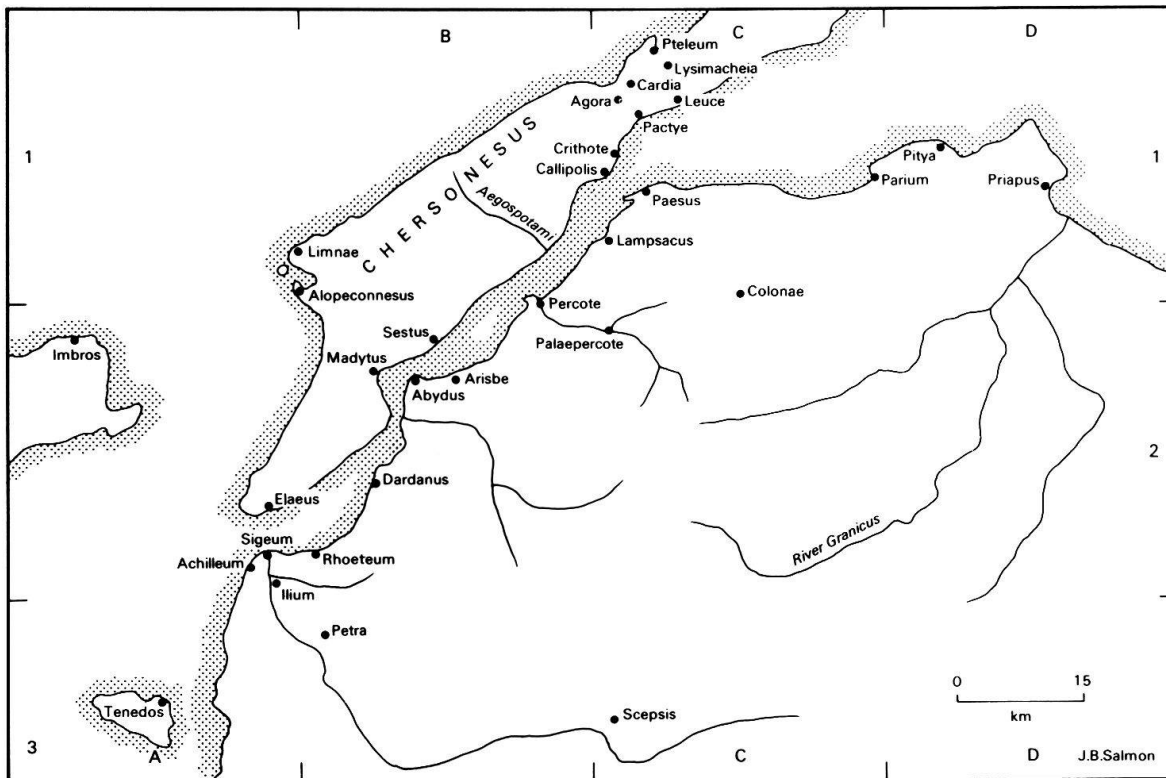 B
C
D
Pteleum
Lysimacheia
Cardia
Agora
Leuce
Pactye
CHERSONESUS
Crithote
1
1
Callipolis
Pitya
Parium
Priapus
Aegospotami
Paesus
Lampsacus
Limnae
Alopeconnesus
Colonae
Percote
Sestus
Palaepercote
Imbros
Madytus
Abydus
Arisbe
2
Dardanus
Elaeus
River Granicus
Sigeum
Achilleum
Rhoeteum
Ilium
Petra
0 15
km
Tenedos
Scepsis
3
A
C
D
J.B.Salmon